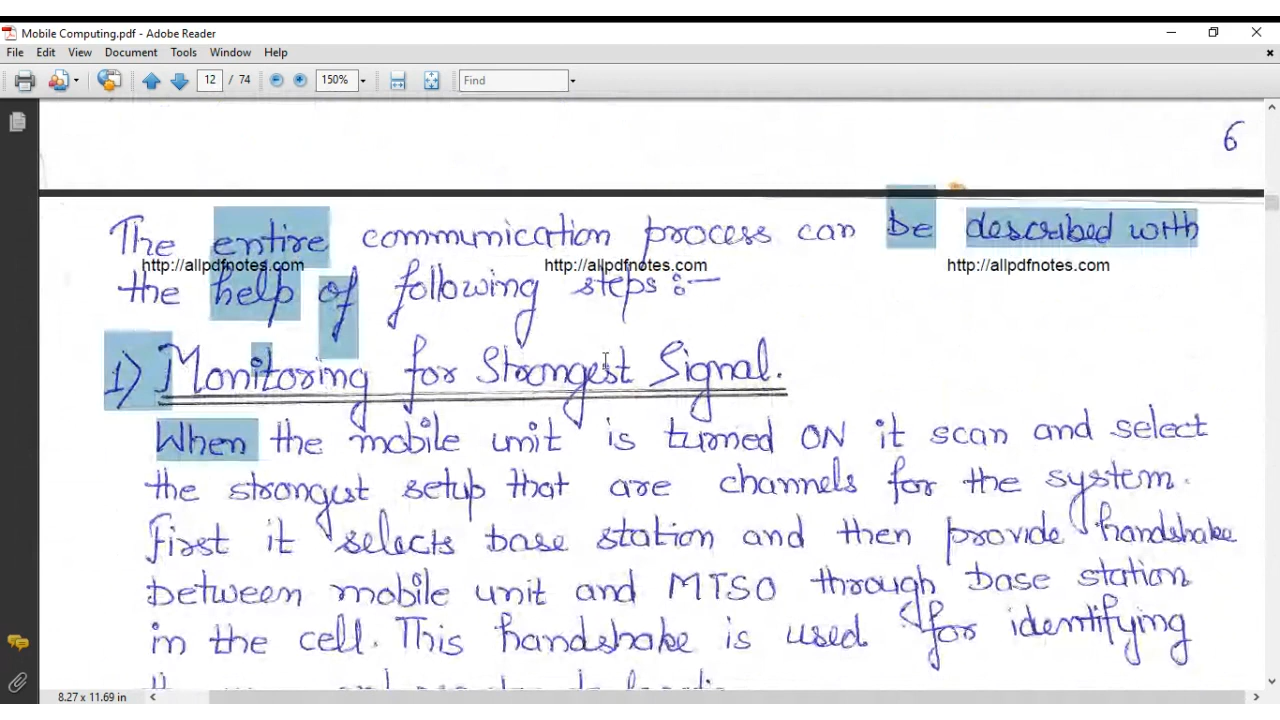 Mobile Computing.pdf - Adobe Reader
File Edit View Document Tools Window Help
12 / 74 150% Find
6
The entire communication process can be described with
http://allpdfnotes.com http://allpdfnotes.com http://allpdfnotes.com
the help of following steps:-
1) Monitoring for Strongest Signal.
When the mobile unit is turned ON it scan and select
the strongest setup that are channels for the system.
First it selects base station and then provide handshake
between mobile unit and MTSO through base station
in the cell. This handshake is used for identifying
8.27 x 11.69 in